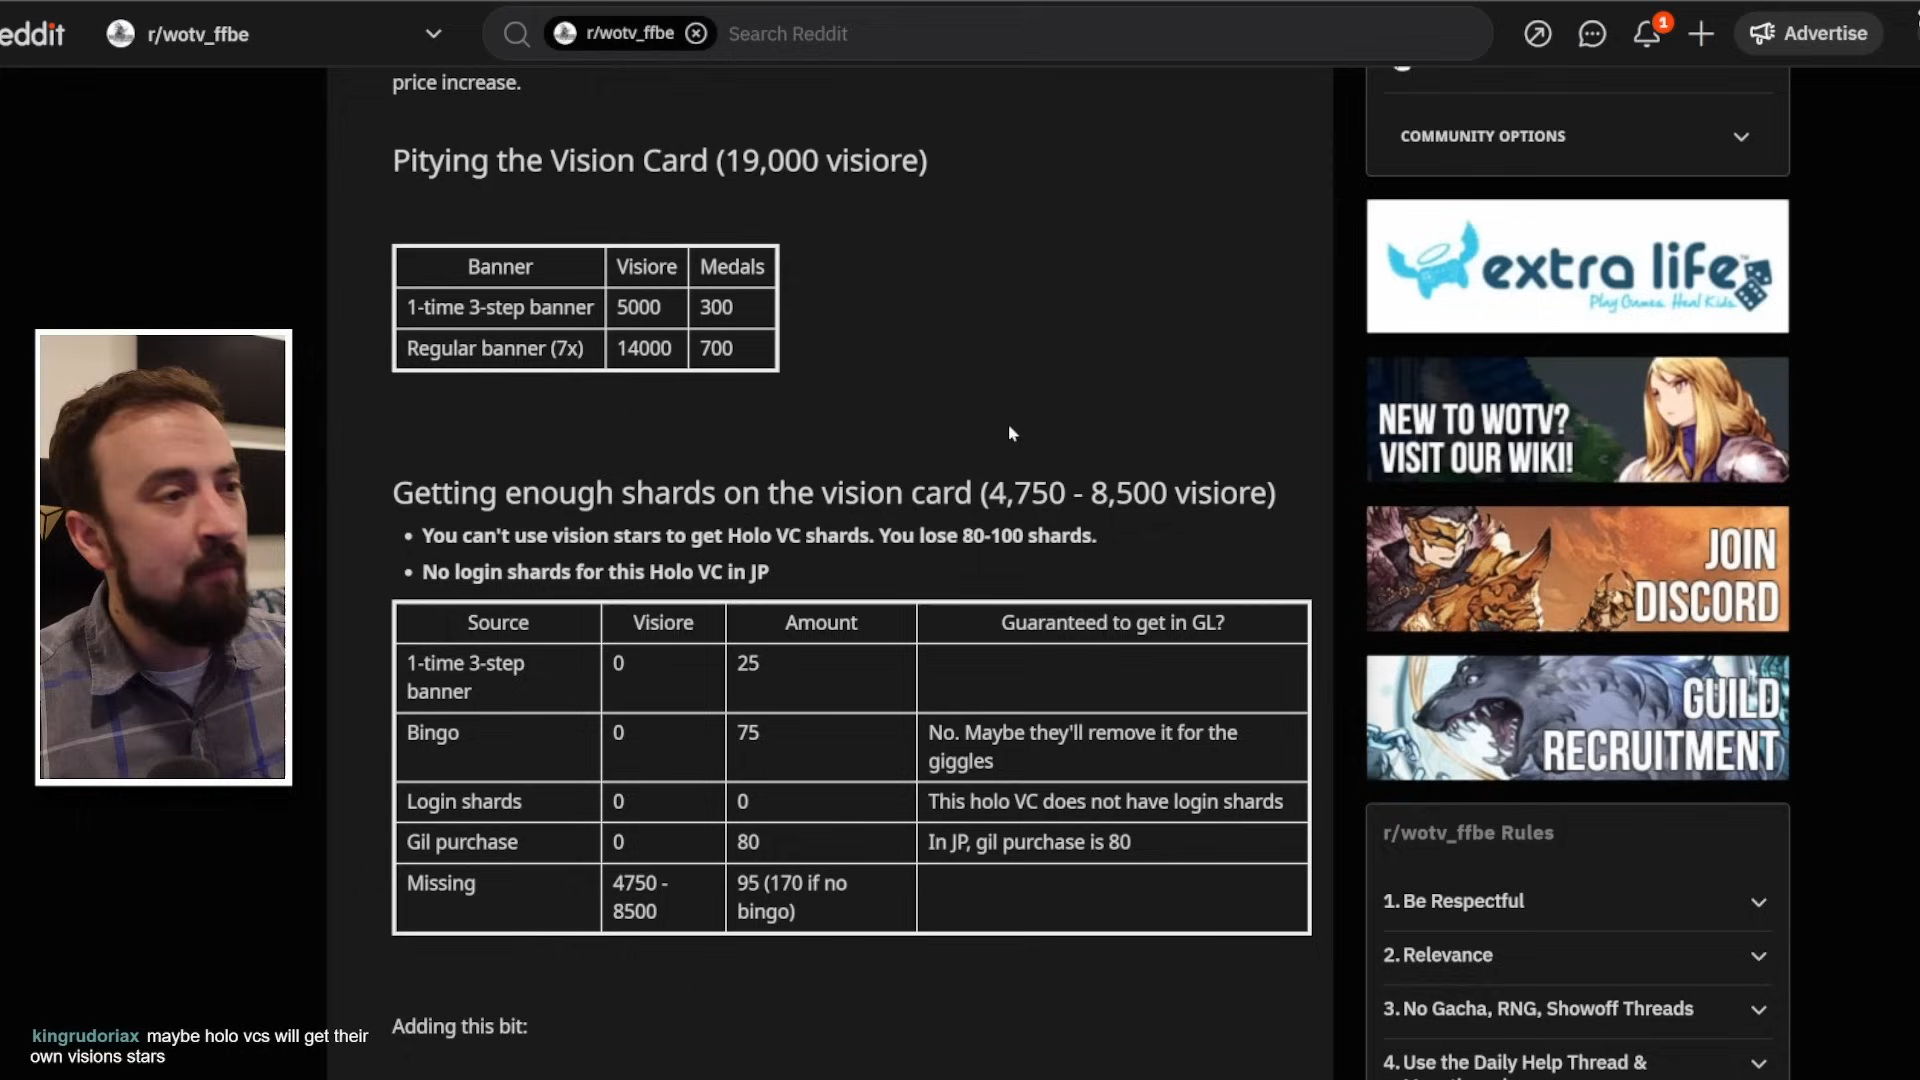 eddit
r/wotv_ffbe
r/wotv_ffbe
Search Reddit
1
Advertise
price increase.
Pitying the Vision Card (19,000 visiore)
Banner Visiore Medals
1-time 3-step banner 5000 300
Regular banner (7x) 14000 700
Getting enough shards on the vision card (4,750 - 8,500 visiore)
• You can't use vision stars to get Holo VC shards. You lose 80-100 shards.
• No login shards for this Holo VC in JP
Source Visiore Amount Guaranteed to get in GL?
1-time 3-step 0 25
banner
Bingo 0 75 No. Maybe they'll remove it for the
giggles
Login shards 0 0 This holo VC does not have login shards
Gil purchase 0 80 In JP, gil purchase is 80
Missing 4750 - 95 (170 if no
8500 bingo)
Adding this bit:
kingrudoriax maybe holo vcs will get their
own visions stars
COMMUNITY OPTIONS
extra life
Play Games. Heal Kids.
NEW TO WOTV?
VISIT OUR WIKI!
JOIN
DISCORD
GUILD
RECRUITMENT
r/wotv_ffbe Rules
1. Be Respectful
2. Relevance
3. No Gacha, RNG, Showoff Threads
4. Use the Daily Help Thread &